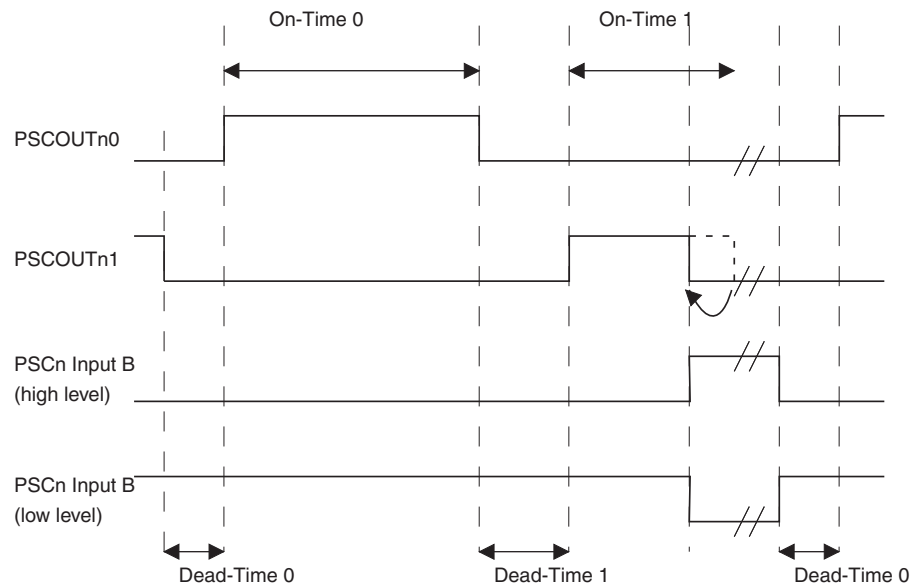 On-Time 0
On-Time 1
PSCOUTn0
PSCOUTn1
PSCn Input B
(high level)
PSCn Input B
(low level)
Dead-Time 0
Dead-Time 1
Dead-Time 0